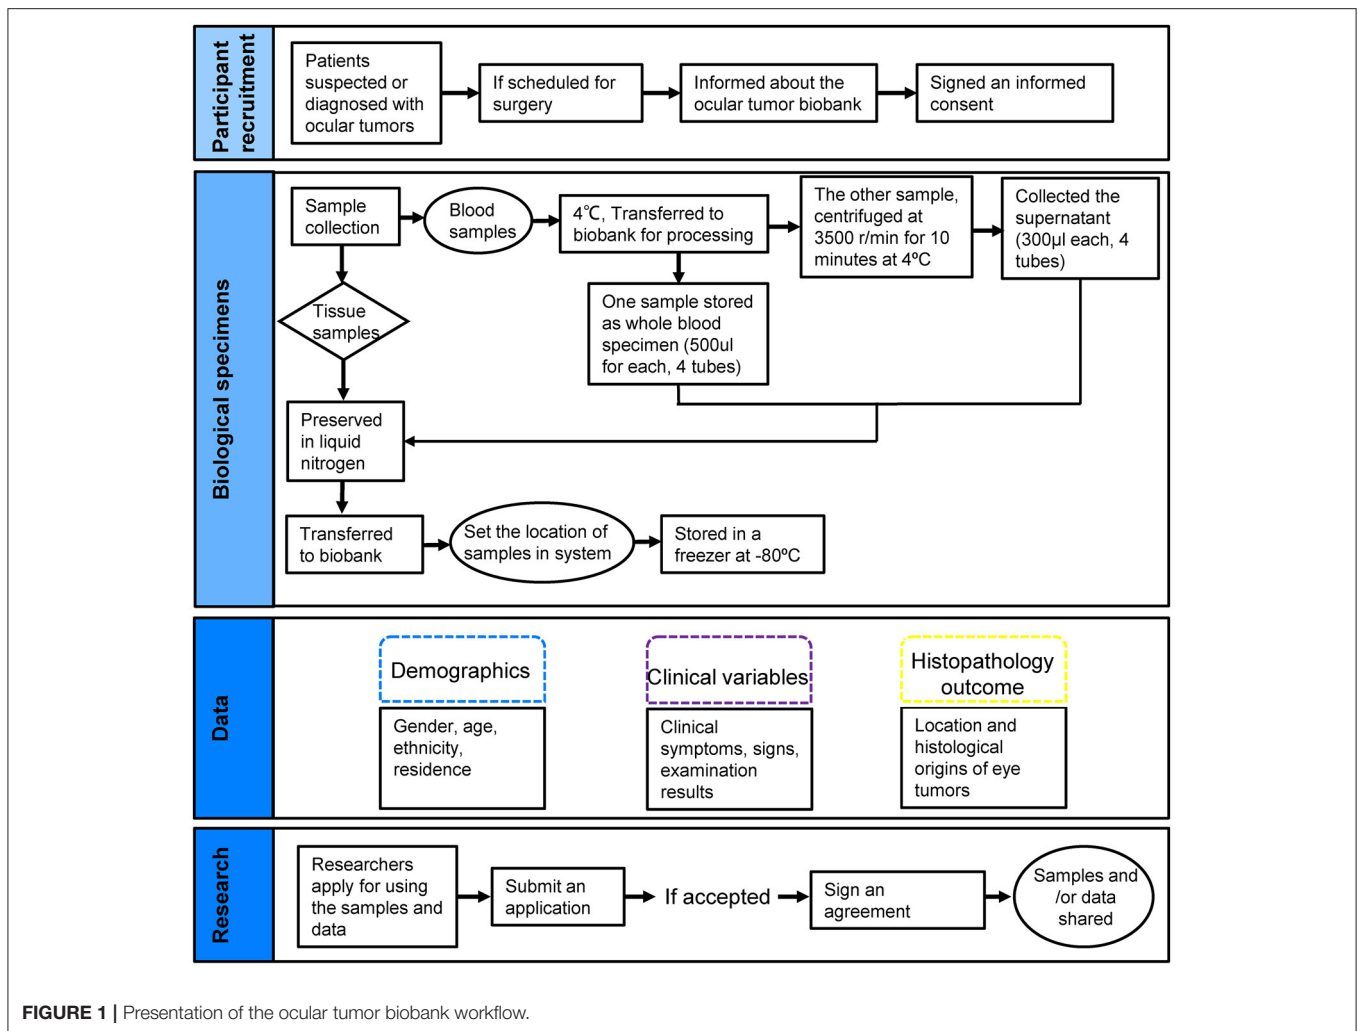 Participant
recruitment
Patients
suspected or
diagnosed with
ocular tumors
If scheduled for
surgery
Informed about the
ocular tumor biobank
Signed an informed
consent
Biological specimens
Sample
collection
Blood
samples
4℃, Transferred to
biobank for processing
The other sample,
centrifuged at
3500 r/min for 10
minutes at 4ºC
Collected the
supernatant
(300µl each, 4
tubes)
Tissue
samples
One sample stored
as whole blood
specimen (500ul
for each, 4 tubes)
Preserved
in liquid
nitrogen
Transferred
to biobank
Set the location of
samples in system
Stored in a
freezer at -80ºC
Data
Demographics
Gender, age,
ethnicity,
residence
Clinical variables
Clinical
symptoms, signs,
examination
results
Histopathology
outcome
Location and
histological
origins of eye
tumors
Research
Researchers
apply for using
the samples and
data
Submit an
application
If accepted
Sign an
agreement
Samples and
/or data
shared
FIGURE 1 | Presentation of the ocular tumor biobank workflow.